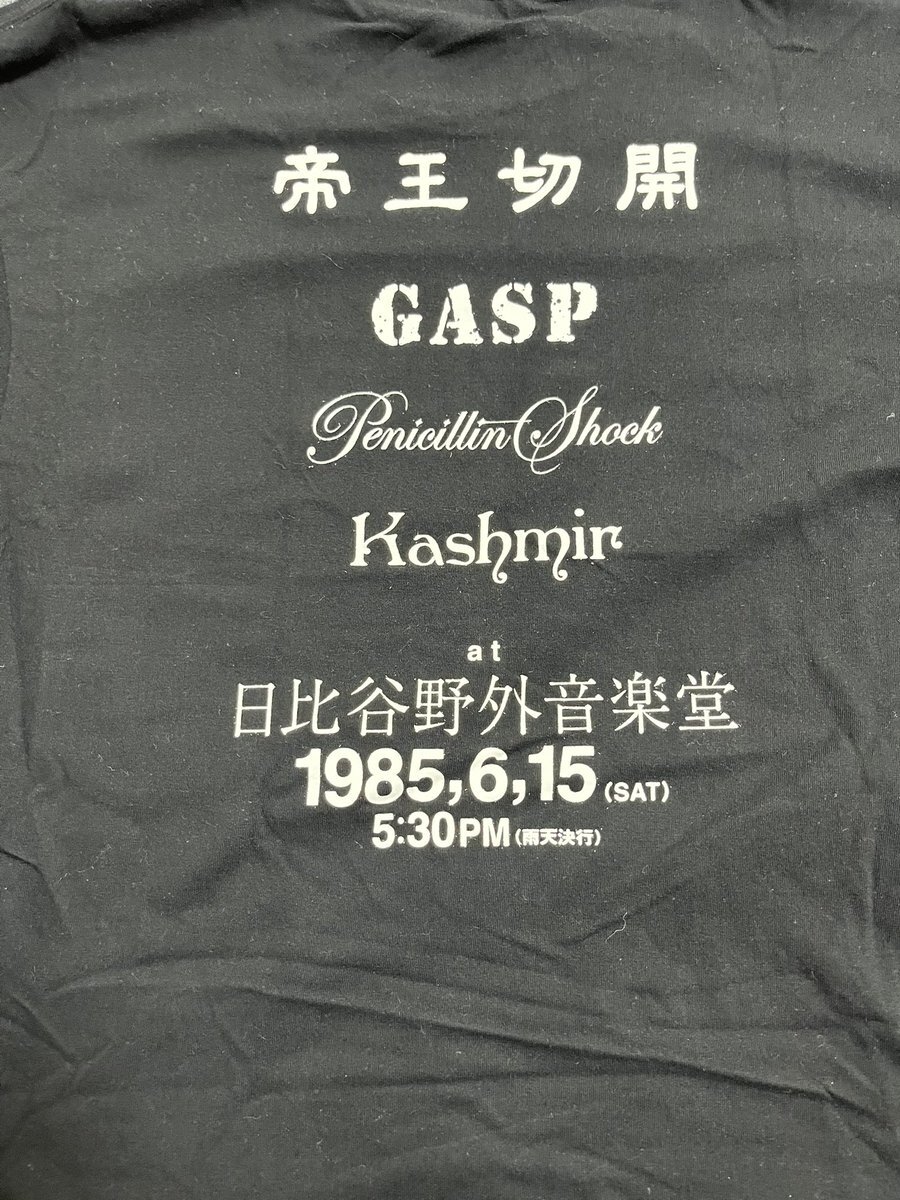 帝王切開
GASP
Penicillin Shock
Kashmir
at
日比谷野外音楽堂
1985,6,15 (SAT)
5:30PM (雨天決行)